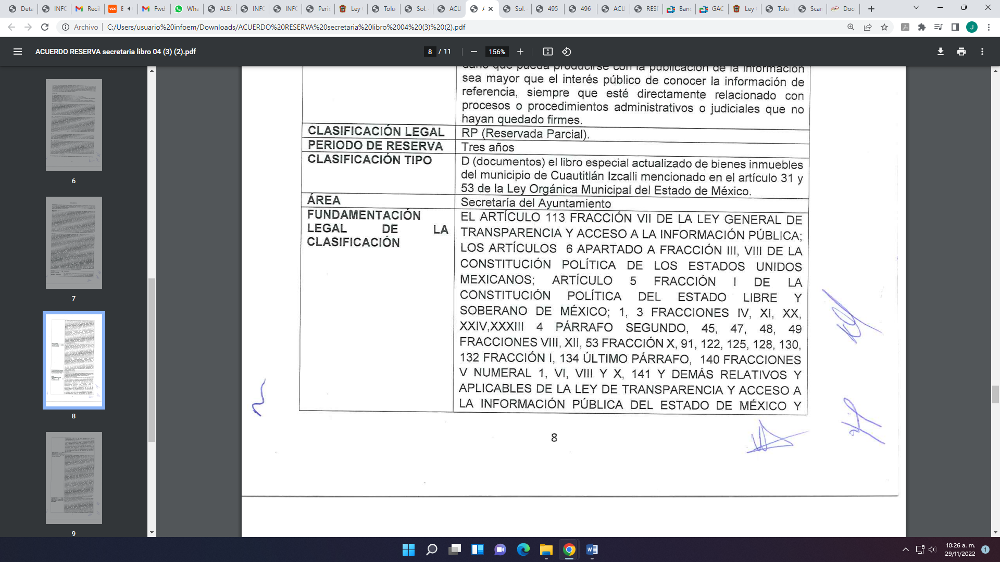 Deta
INFO
Recil
E
Fwd
Wha
ALEG
INFO
INFO
Peric
Ley
Tolu
Sol.
ACU
Sol.
495
496
ACU
RESI
Banc
GAC
Ley
Tolu
Scan
Doc
Archivo
C:/Users/usuario%20infoem/Downloads/ACUERDO%20RESERVA%20secretaria%20libro%2004%20(3)%20(2).pdf
J
ACUERDO RESERVA secretaria libro 04 (3) (2).pdf
8 / 11
156%
6
7
8
9
daño que pueda producirse con la publicación de la información
sea mayor que el interés público de conocer la información de
referencia, siempre que esté directamente relacionado con
procesos o procedimientos administrativos o judiciales que no
hayan quedado firmes.
CLASIFICACIÓN LEGAL
RP (Reservada Parcial).
PERIODO DE RESERVA
Tres años
CLASIFICACIÓN TIPO
D (documentos) el libro especial actualizado de bienes inmuebles
del municipio de Cuautitlán Izcalli mencionado en el artículo 31 y
53 de la Ley Orgánica Municipal del Estado de México.
ÁREA
Secretaría del Ayuntamiento
FUNDAMENTACIÓN
LEGAL DE LA
CLASIFICACIÓN
EL ARTÍCULO 113 FRACCIÓN VII DE LA LEY GENERAL DE
TRANSPARENCIA Y ACCESO A LA INFORMACIÓN PÚBLICA;
LOS ARTÍCULOS 6 APARTADO A FRACCIÓN III, VIII DE LA
CONSTITUCIÓN POLÍTICA DE LOS ESTADOS UNIDOS
MEXICANOS; ARTÍCULO 5 FRACCIÓN I DE LA
CONSTITUCIÓN POLÍTICA DEL ESTADO LIBRE Y
SOBERANO DE MÉXICO; 1, 3 FRACCIONES IV, XI, XX,
XXIV,XXXIII 4 PÁRRAFO SEGUNDO, 45, 47, 48, 49
FRACCIONES VIII, XII, 53 FRACCIÓN X, 91, 122, 125, 128, 130,
132 FRACCIÓN I, 134 ÚLTIMO PÁRRAFO, 140 FRACCIONES
V NUMERAL 1, VI, VIII Y X, 141 Y DEMÁS RELATIVOS Y
APLICABLES DE LA LEY DE TRANSPARENCIA Y ACCESO A
LA INFORMACIÓN PÚBLICA DEL ESTADO DE MÉXICO Y
8
10:26 a. m.
29/11/2022
1